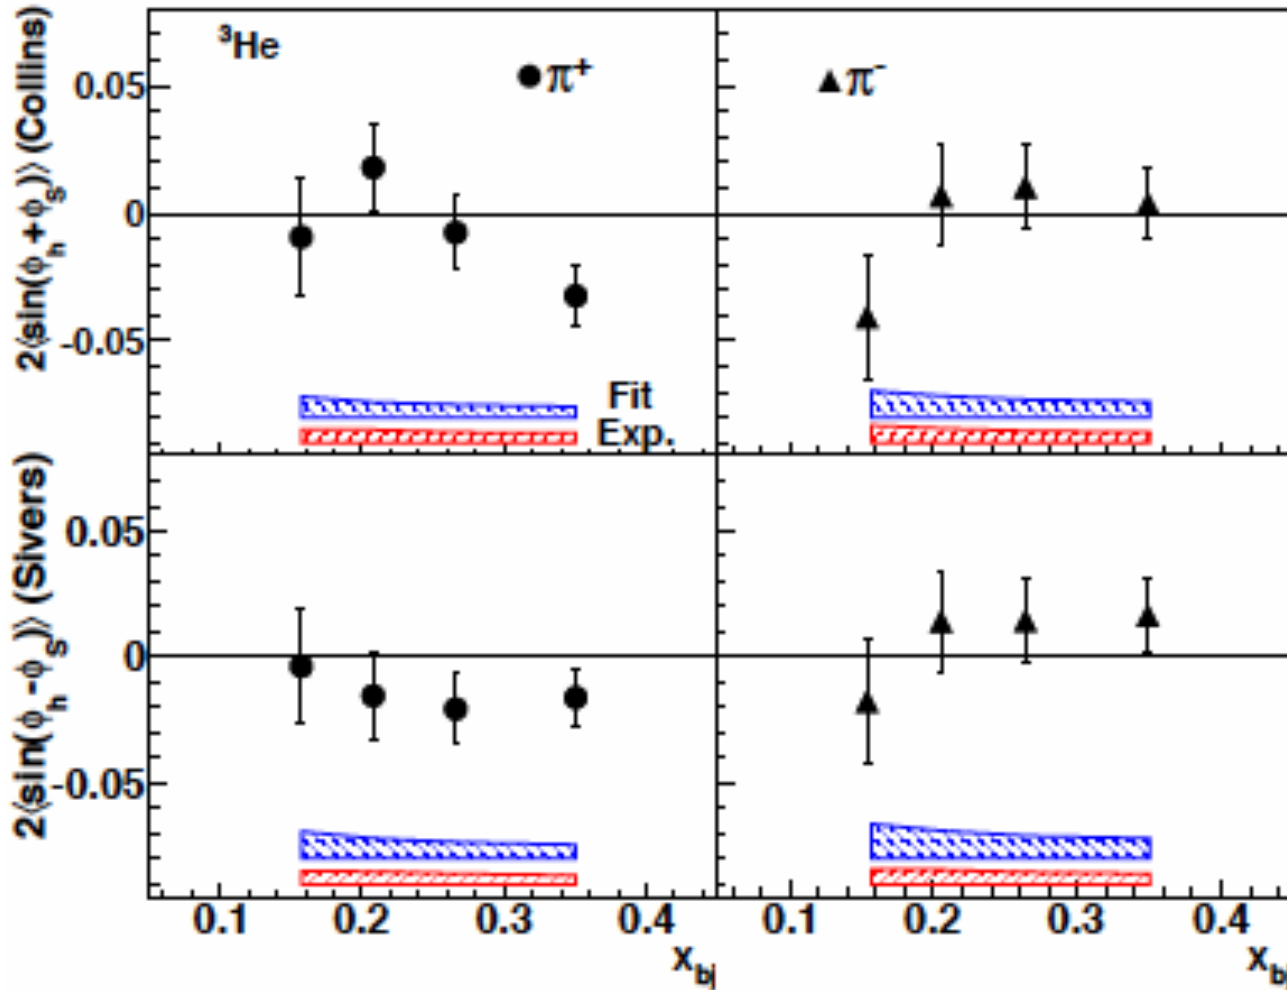 2⟨sin(ϕh +ϕS)⟩ (Collins)
³He
π⁺
π⁻
0.05
0
-0.05
Fit
Exp.
2⟨sin(ϕh -ϕS)⟩ (Sivers)
0.05
0
-0.05
0.1 0.2 0.3 0.4 0.1 0.2 0.3 0.4
xbj xb